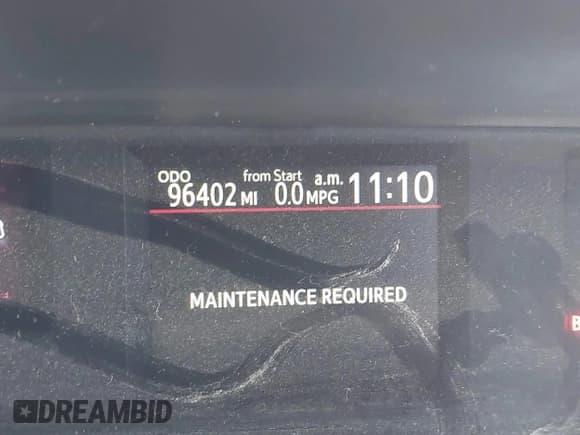 ODO from Start a.m.
96402 MI 0.0 MPG 11:10
MAINTENANCE REQUIRED
DREAMBID